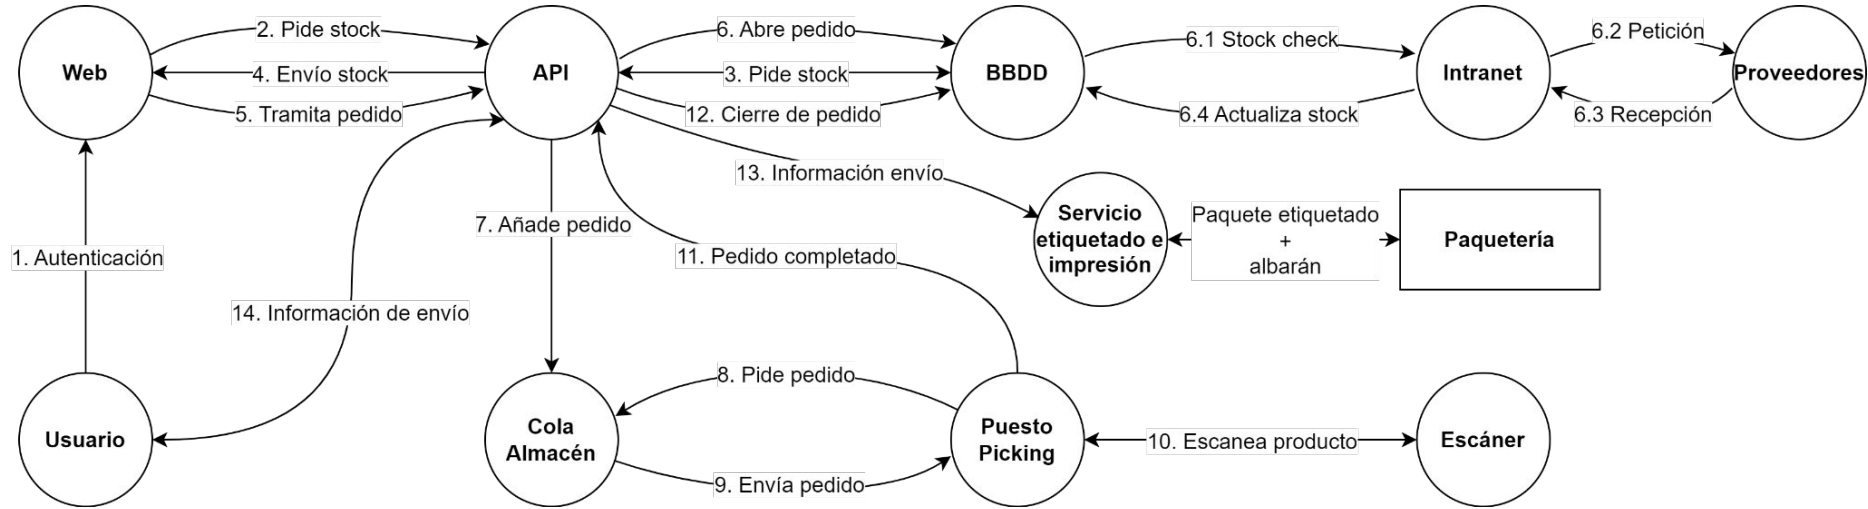 2. Pide stock
6. Abre pedido
6.1 Stock check
6.2 Petición
Web
4. Envío stock
API
3. Pide stock
BBDD
Intranet
Proveedores
5. Tramita pedido
12. Cierre de pedido
6.4 Actualiza stock
6.3 Recepción
13. Información envío
7. Añade pedido
Servicio
etiquetado e
impresión
Paquete etiquetado
+
albarán
Paquetería
1. Autenticación
11. Pedido completado
14. Información de envío
8. Pide pedido
Usuario
Cola
Almacén
Puesto
Picking
10. Escanea producto
Escáner
9. Envía pedido